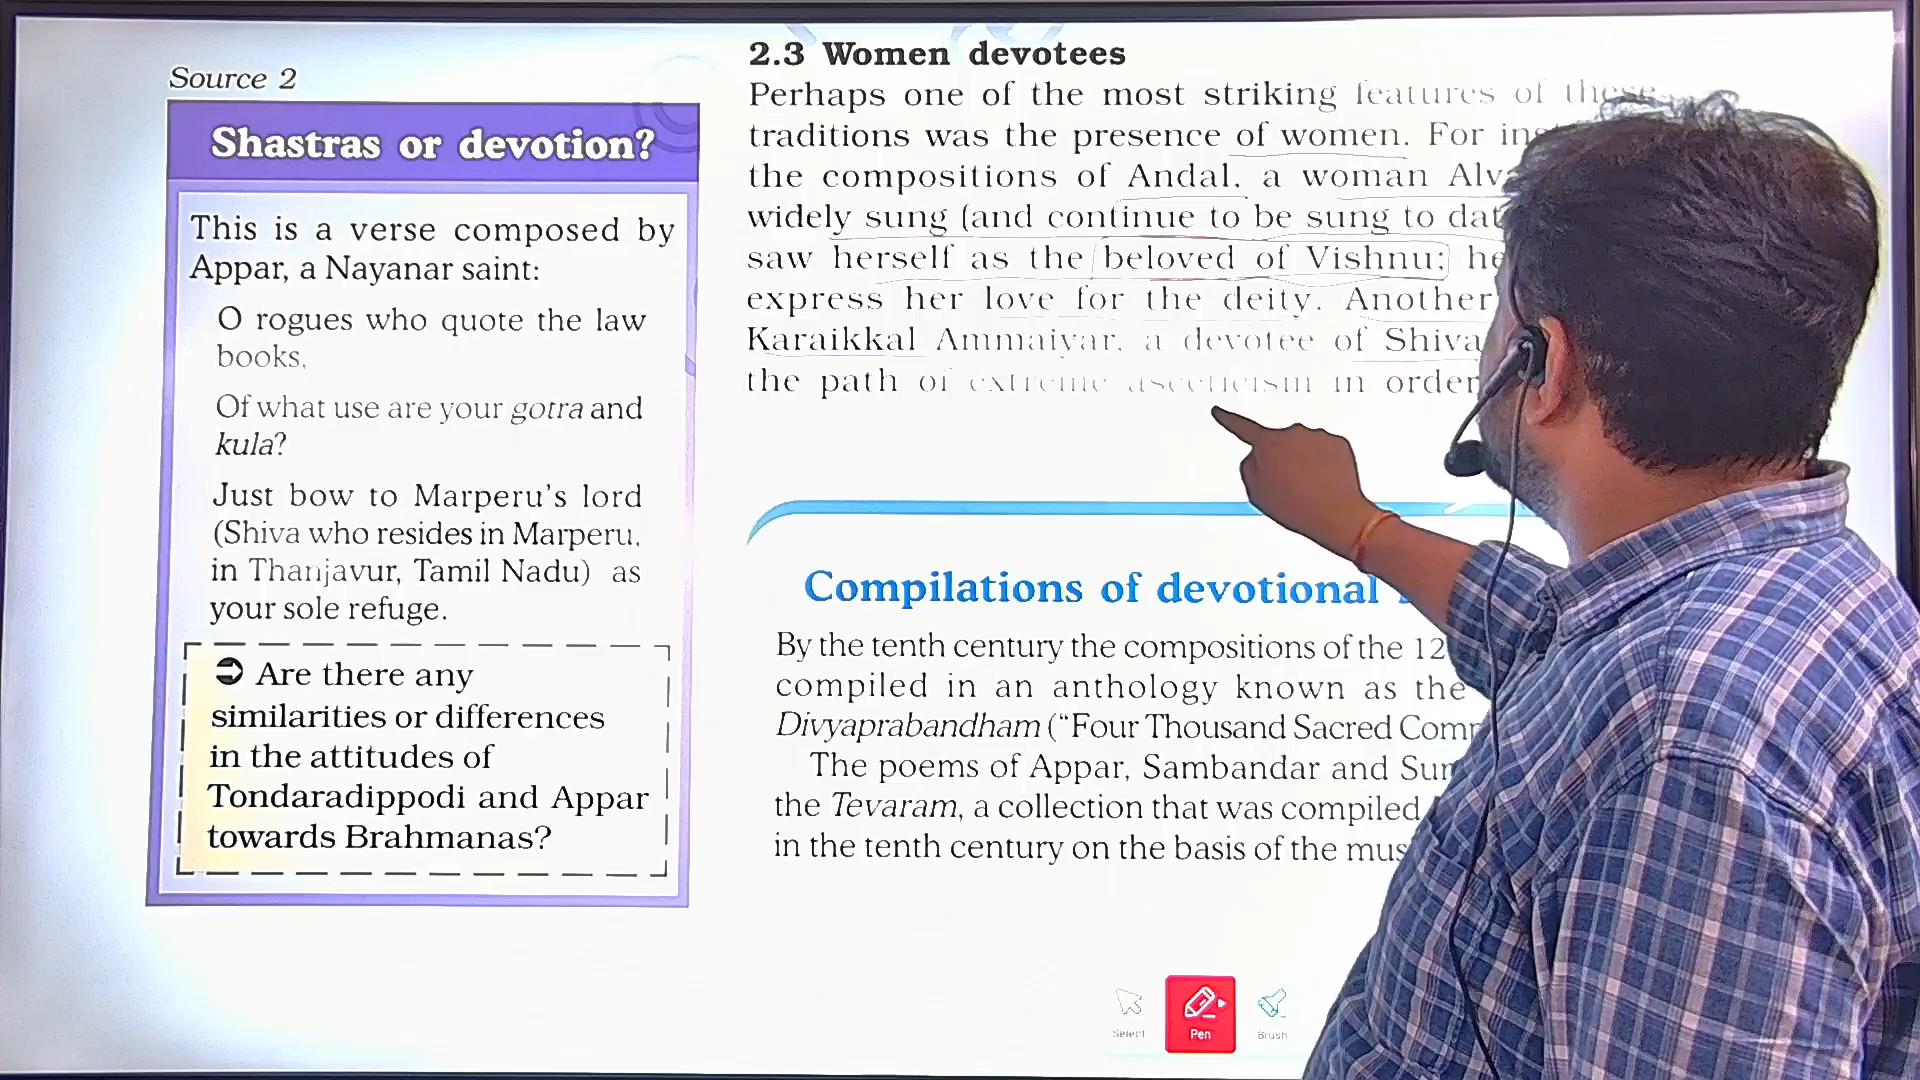 Source 2
Shastras or devotion?
This is a verse composed by
Appar, a Nayanar saint:
O rogues who quote the law
books,
Of what use are your gotra and
kula?
Just bow to Marperu's lord
(Shiva who resides in Marperu,
in Thanjavur, Tamil Nadu) as
your sole refuge.
➲ Are there any
similarities or differences
in the attitudes of
Tondaradippodi and Appar
towards Brahmanas?
2.3 Women devotees
Perhaps one of the most striking features of these
traditions was the presence of women. For
the compositions of Andal, a woman
widely sung (and continue to be sung to
saw herself as the beloved of Vishnu;
express her love for the deity. Another
Karaikkal Ammaiyar, a devotee of Shiva
the path of extreme asceticism in order
Compilations of devotional
By the tenth century the compositions of the 12
compiled in an anthology known as the
Divyaprabandham ("Four Thousand Sacred
The poems of Appar, Sambandar and
the Tevaram, a collection that was compiled
in the tenth century on the basis of the
Select
Pen
Brush